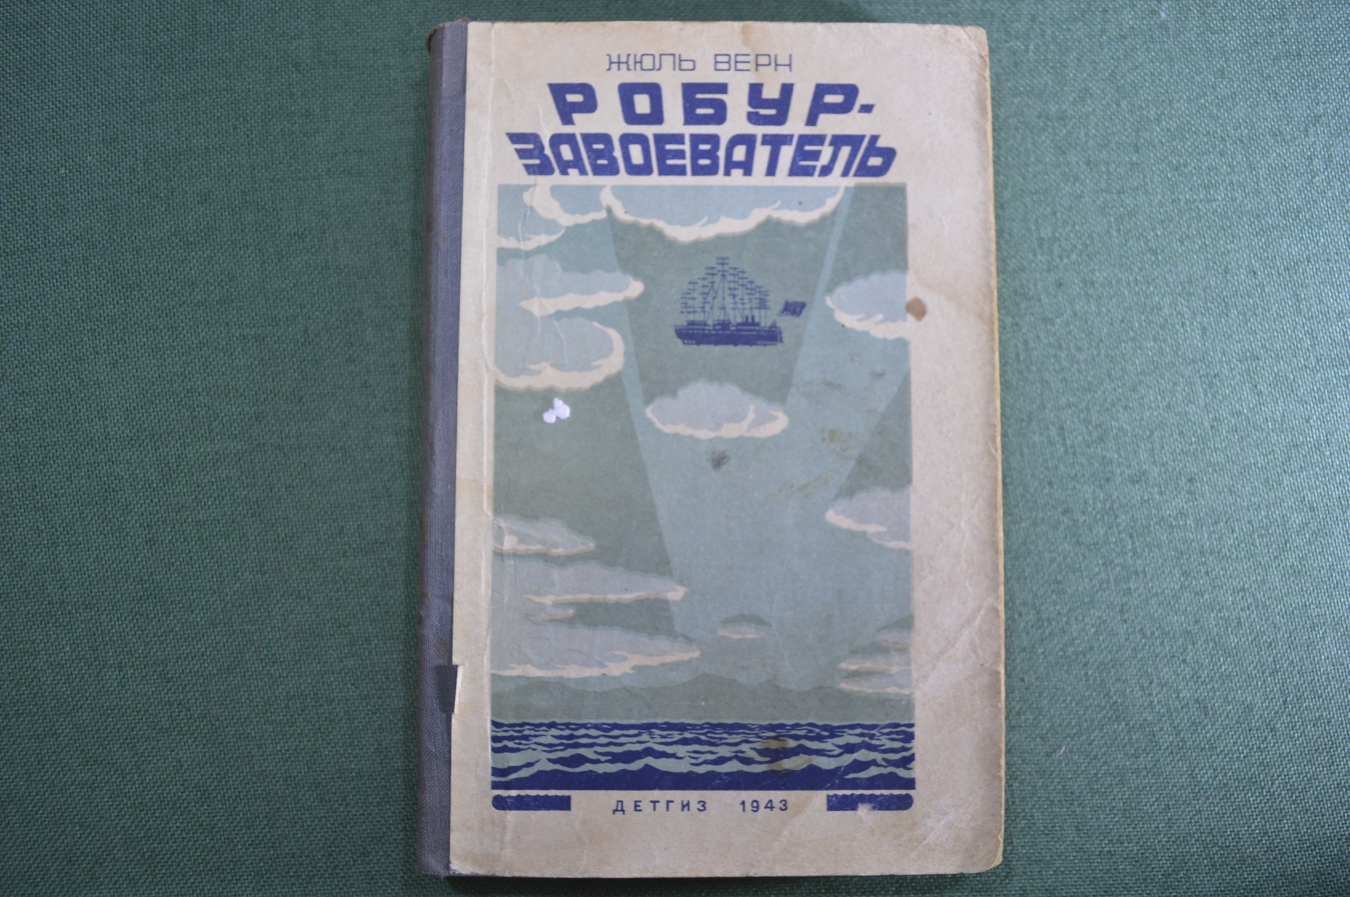 ЖЮЛЬ ВЕРН
РОБУР-
ЗАВОЕВАТЕЛЬ
ДЕТГИЗ 1943